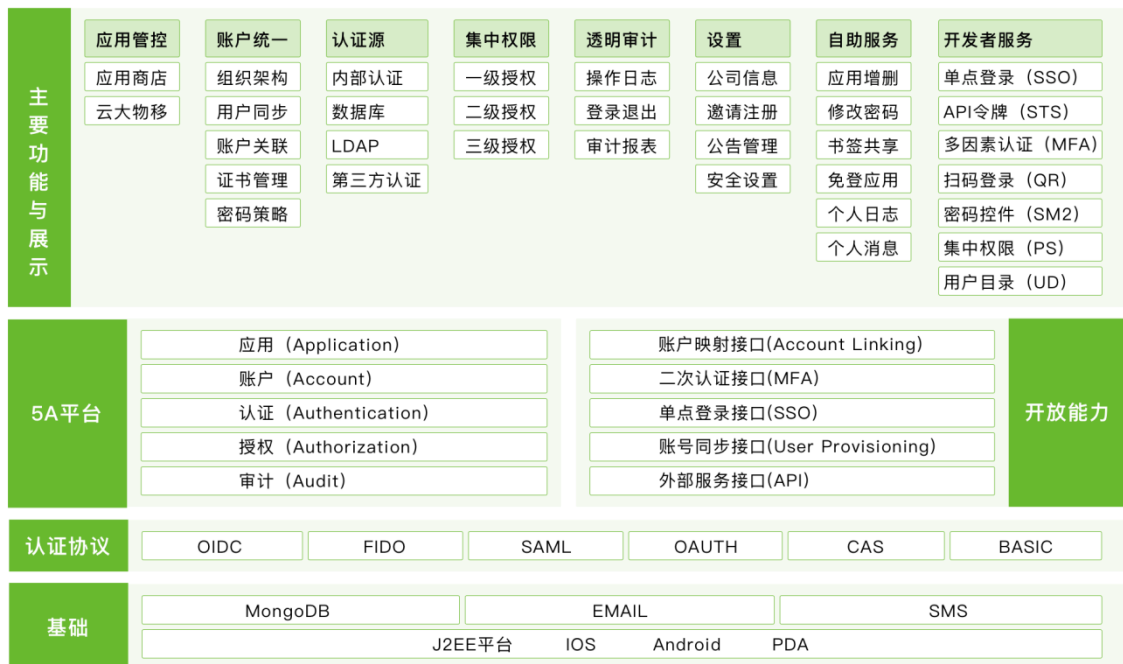 主要功能与展示
应用管控 账户统一 认证源 集中权限 透明审计 设置 自助服务 开发者服务
应用商店 组织架构 内部认证 一级授权 操作日志 公司信息 应用增删 单点登录（SSO）
云大物移 用户同步 数据库 二级授权 登录退出 邀请注册 修改密码 API令牌（STS）
账户关联 LDAP 三级授权 审计报表 公告管理 书签共享 多因素认证（MFA）
证书管理 第三方认证 安全设置 免登应用 扫码登录（QR）
密码策略 个人日志 密码控件（SM2）
个人消息 集中权限（PS）
用户目录（UD）
5A平台
应用（Application）
账户（Account）
认证（Authentication）
授权（Authorization）
审计（Audit）
账户映射接口(Account Linking)
二次认证接口(MFA)
单点登录接口(SSO)
账号同步接口(User Provisioning)
外部服务接口(API)
开放能力
认证协议 OIDC FIDO SAML OAUTH CAS BASIC
基础
MongoDB EMAIL SMS
J2EE平台 IOS Android PDA